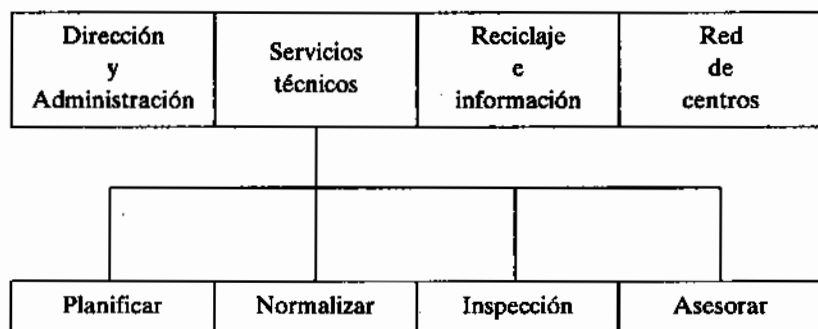 Dirección
y
Administración
Servicios
técnicos
Reciclaje
e
información
Red
de
centros
Planificar
Normalizar
Inspección
Asesorar